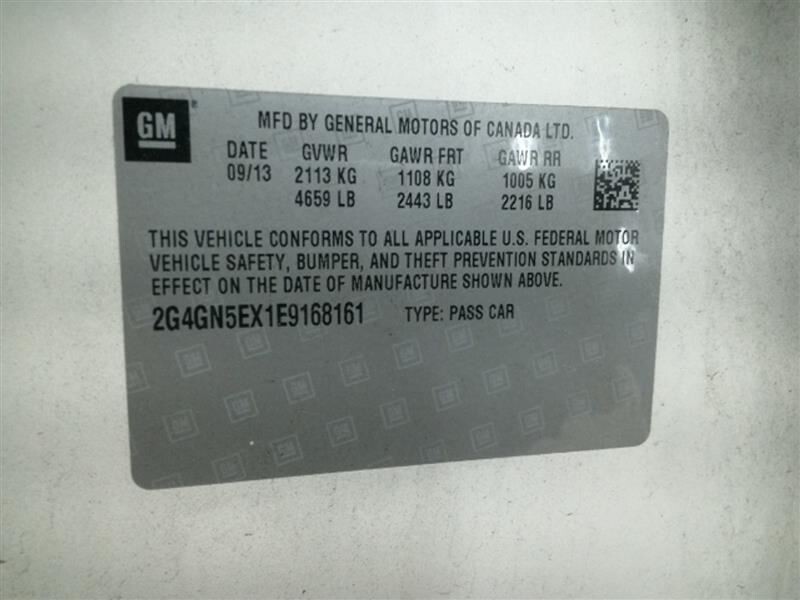 GM
MFD BY GENERAL MOTORS OF CANADA LTD.
DATE GVWR GAWR FRT GAWR RR
09/13 2113 KG 1108 KG 1005 KG
4659 LB 2443 LB 2216 LB
THIS VEHICLE CONFORMS TO ALL APPLICABLE U.S. FEDERAL MOTOR
VEHICLE SAFETY, BUMPER, AND THEFT PREVENTION STANDARDS IN
EFFECT ON THE DATE OF MANUFACTURE SHOWN ABOVE.
2G4GN5EX1E9168161 TYPE: PASS CAR